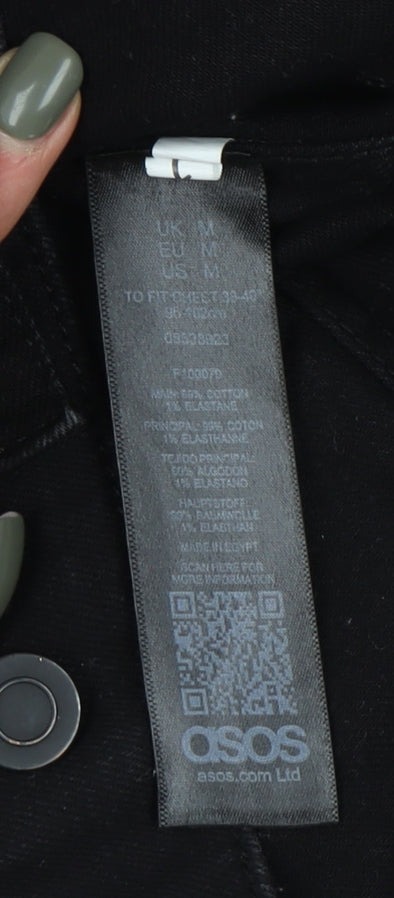 UK M
EU M
US M
TO FIT CHEST 38-40"
96-102cm
F100070
MAIN: 99% COTTON
1% ELASTANE
PRINCIPAL: 99% COTON
1% ELASTHANNE
TEJIDO PRINCIPAL:
99% ALGODON
1% ELASTANO
HAUPTSTOFF:
99% BAUMWOLLE
1% ELASTHAN
MADE IN EGYPT
SCAN HERE FOR
MORE INFORMATION
asos
asos.com Ltd